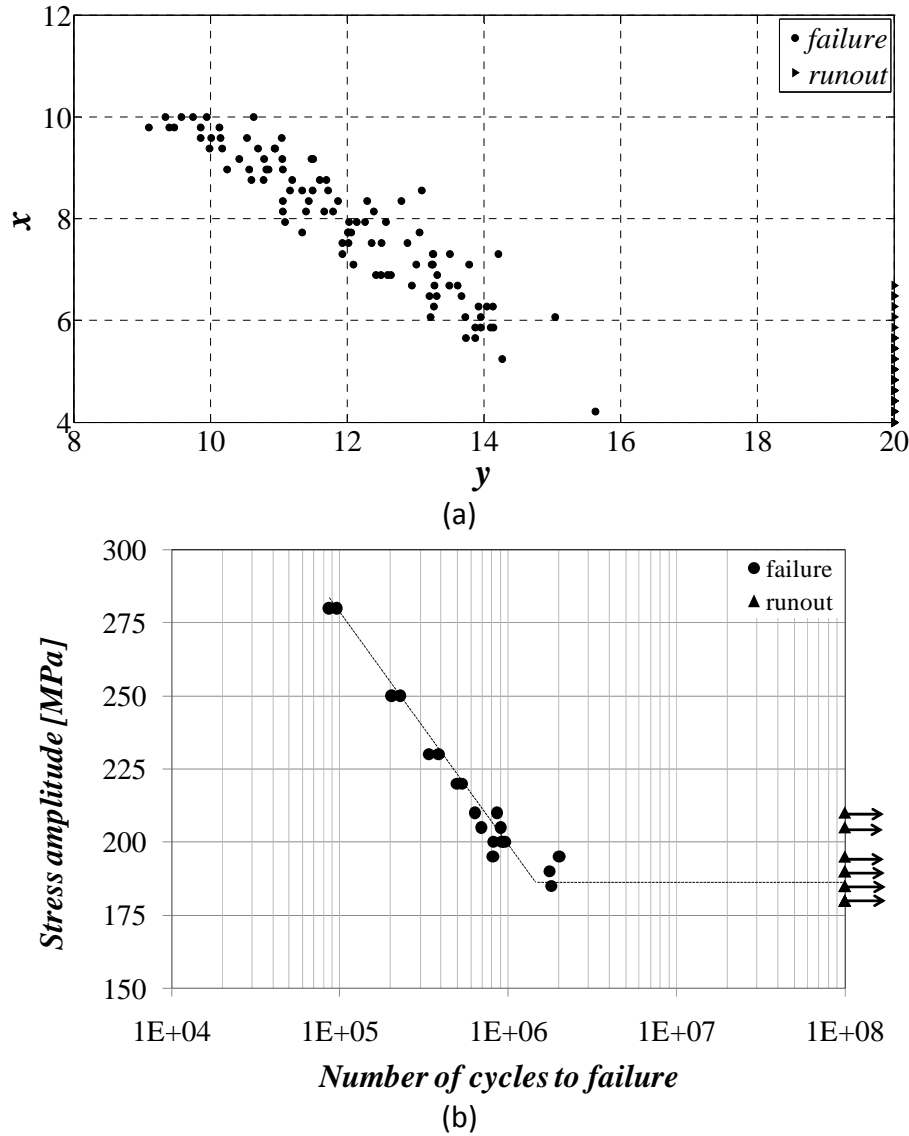 12
10
8
6
4
x
failure
runout
8 10 12 14 16 18 20
y
(a)
300
275
250
225
200
175
150
Stress amplitude [MPa]
failure
runout
1E+04 1E+05 1E+06 1E+07 1E+08
Number of cycles to failure
(b)